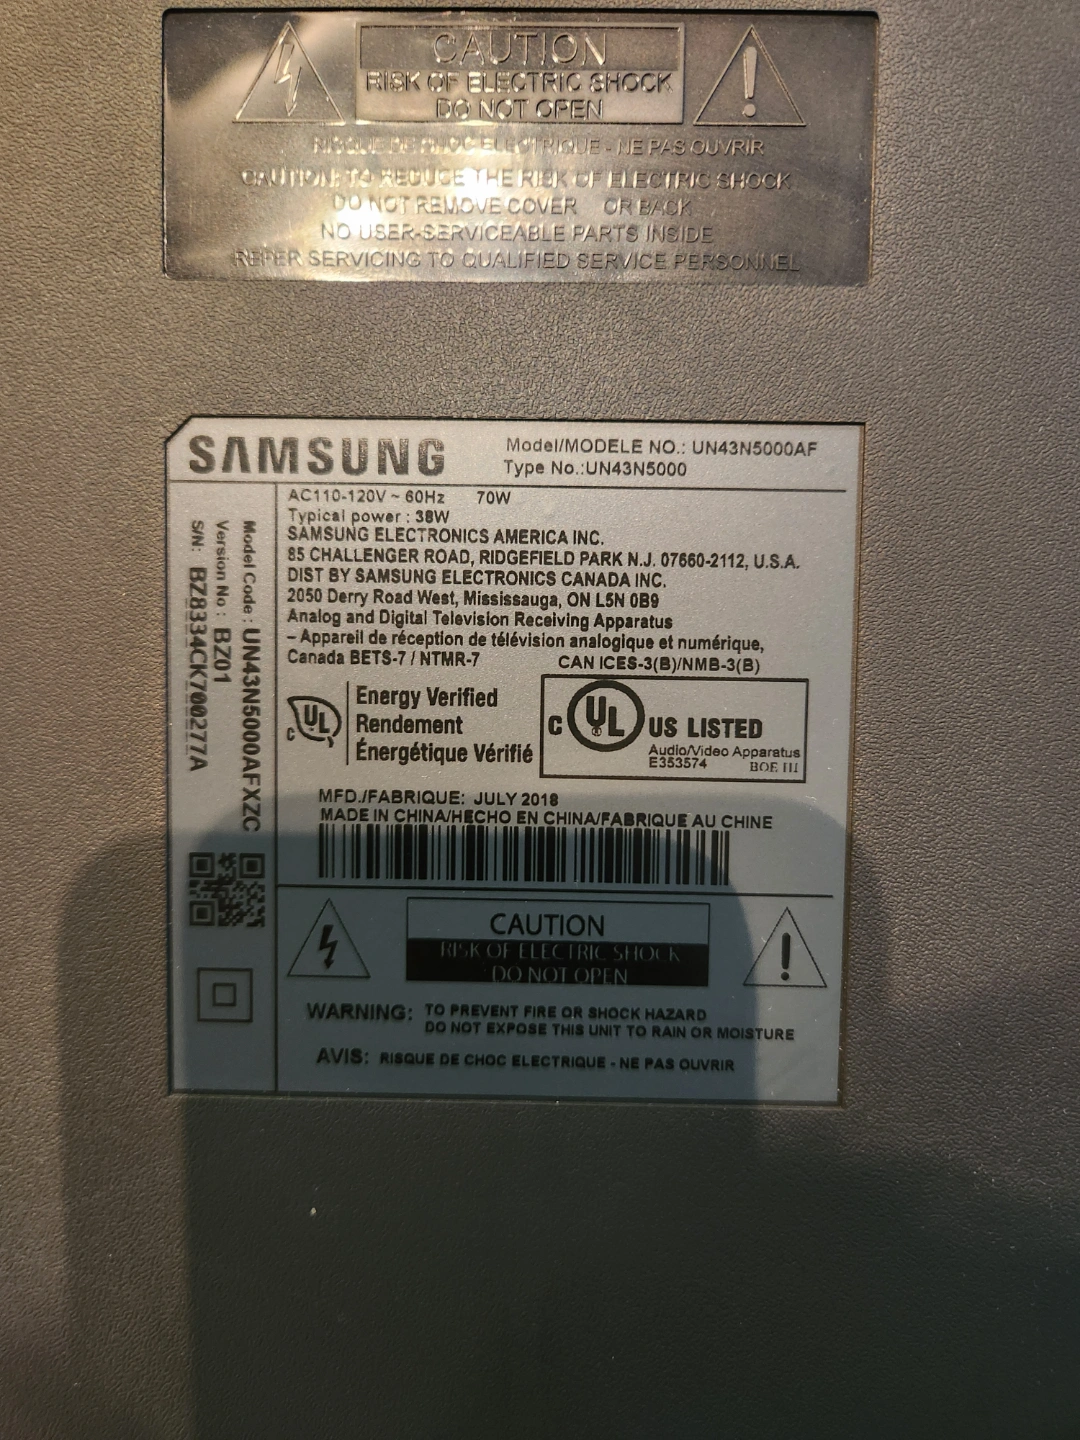 CAUTION
RISK OF ELECTRIC SHOCK
DO NOT OPEN
RISQUE DE CHOC ELECTRIQUE - NE PAS OUVRIR
CAUTION: TO REDUCE THE RISK OF ELECTRIC SHOCK
DO NOT REMOVE COVER OR BACK
NO USER-SERVICEABLE PARTS INSIDE
REFER SERVICING TO QUALIFIED SERVICE PERSONNEL
SAMSUNG
Model/MODELE NO.: UN43N5000AF
Type No.:UN43N5000
AC110-120V ~ 60Hz 70W
Typical power : 38W
SAMSUNG ELECTRONICS AMERICA INC.
85 CHALLENGER ROAD, RIDGEFIELD PARK N.J. 07660-2112, U.S.A.
DIST BY SAMSUNG ELECTRONICS CANADA INC.
2050 Derry Road West, Mississauga, ON L5N 0B9
Analog and Digital Television Receiving Apparatus
– Appareil de réception de télévision analogique et numérique,
Canada BETS-7 / NTMR-7 CAN ICES-3(B)/NMB-3(B)
Model Code : UN43N5000AFXZC
Version No : BZ01
S/N: BZ8334CK700277A
C UL
Energy Verified
Rendement
Énergétique Vérifié
C UL ® US LISTED
Audio/Video Apparatus
E353574 BOE III
MFD./FABRIQUE: JULY 2018
MADE IN CHINA/HECHO EN CHINA/FABRIQUE AU CHINE
CAUTION
RISK OF ELECTRIC SHOCK
DO NOT OPEN
WARNING: TO PREVENT FIRE OR SHOCK HAZARD
DO NOT EXPOSE THIS UNIT TO RAIN OR MOISTURE
AVIS: RISQUE DE CHOC ELECTRIQUE - NE PAS OUVRIR